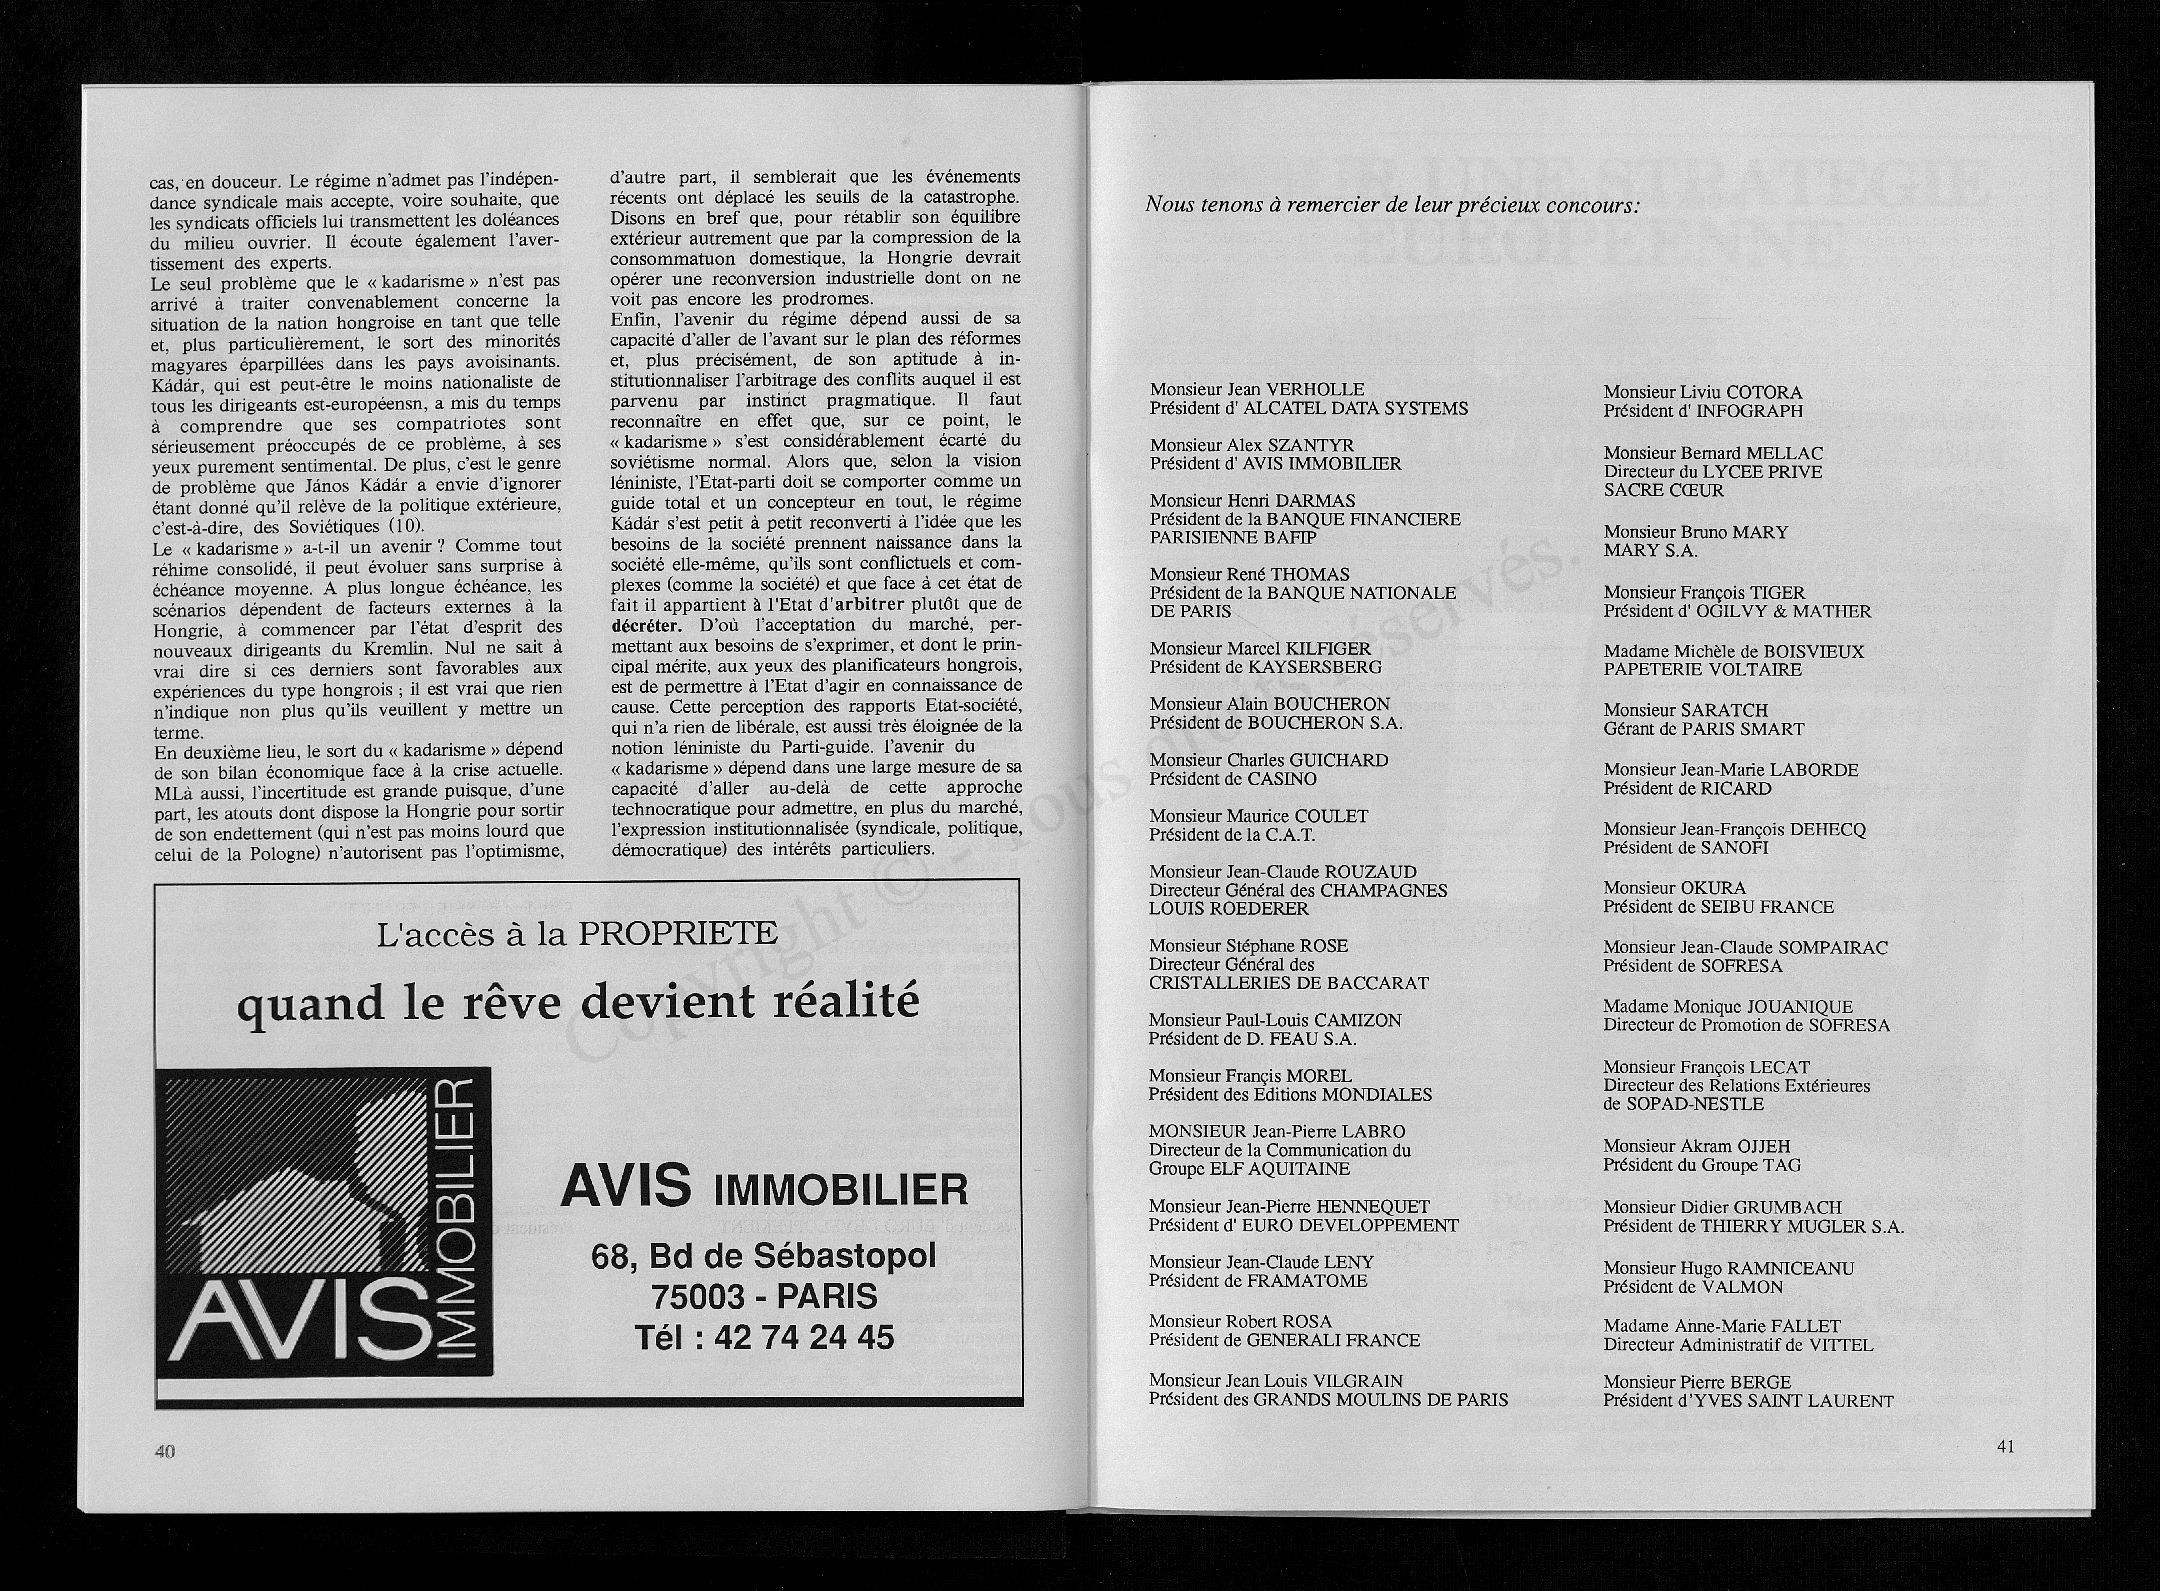 cas, en douceur. Le régime n'admet pas l'indépen-
dance syndicale mais accepte, voire souhaite, que
les syndicats officiels lui transmettent les doléances
du milieu ouvrier. Il écoute également l'aver-
tissement des experts.
Le seul problème que le « kadarisme » n'est pas
arrivé à traiter convenablement concerne la
situation de la nation hongroise en tant que telle
et, plus particulièrement, le sort des minorités
magyares éparpillées dans les pays avoisinants.
Kádár, qui est peut-être le moins nationaliste de
tous les dirigeants est-européensn, a mis du temps
à comprendre que ses compatriotes sont
sérieusement préoccupés de ce problème, à ses
yeux purement sentimental. De plus, c'est le genre
de problème que János Kádár a envie d'ignorer
étant donné qu'il relève de la politique extérieure,
c'est-à-dire, des Soviétiques (10).
Le « kadarisme » a-t-il un avenir ? Comme tout
réhime consolidé, il peut évoluer sans surprise à
échéance moyenne. A plus longue échéance, les
scénarios dépendent de facteurs externes à la
Hongrie, à commencer par l'état d'esprit des
nouveaux dirigeants du Kremlin. Nul ne sait à
vrai dire si ces derniers sont favorables aux
expériences du type hongrois ; il est vrai que rien
n'indique non plus qu'ils veuillent y mettre un
terme.
En deuxième lieu, le sort du « kadarisme » dépend
de son bilan économique face à la crise actuelle.
MLà aussi, l'incertitude est grande puisque, d'une
part, les atouts dont dispose la Hongrie pour sortir
de son endettement (qui n'est pas moins lourd que
celui de la Pologne) n'autorisent pas l'optimisme,
d'autre part, il semblerait que les événements
récents ont déplacé les seuils de la catastrophe.
Disons en bref que, pour rétablir son équilibre
extérieur autrement que par la compression de la
consommatuon domestique, la Hongrie devrait
opérer une reconversion industrielle dont on ne
voit pas encore les prodromes.
Enfin, l'avenir du régime dépend aussi de sa
capacité d'aller de l'avant sur le plan des réformes
et, plus précisément, de son aptitude à in-
stitutionnaliser l'arbitrage des conflits auquel il est
parvenu par instinct pragmatique. Il faut
reconnaître en effet que, sur ce point, le
« kadarisme » s'est considérablement écarté du
soviétisme normal. Alors que, selon la vision
léniniste, l'Etat-parti doit se comporter comme un
guide total et un concepteur en tout, le régime
Kádár s'est petit à petit reconverti à l'idée que les
besoins de la société prennent naissance dans la
société elle-même, qu'ils sont conflictuels et com-
plexes (comme la société) et que face à cet état de
fait il appartient à l'Etat d'arbitrer plutôt que de
décréter. D'où l'acceptation du marché, per-
mettant aux besoins de s'exprimer, et dont le prin-
cipal mérite, aux yeux des planificateurs hongrois,
est de permettre à l'Etat d'agir en connaissance de
cause. Cette perception des rapports Etat-société,
qui n'a rien de libérale, est aussi très éloignée de la
notion léniniste du Parti-guide. l'avenir du
« kadarisme » dépend dans une large mesure de sa
capacité d'aller au-delà de cette approche
technocratique pour admettre, en plus du marché,
l'expression institutionnalisée (syndicale, politique,
démocratique) des intérêts particuliers.
L'accès à la PROPRIETE
quand le rêve devient réalité
AVIS
IMMOBILIER
AVIS IMMOBILIER
68, Bd de Sébastopol
75003 - PARIS
Tél : 42 74 24 45
40
Nous tenons à remercier de leur précieux concours:
Monsieur Jean VERHOLLE
Président d' ALCATEL DATA SYSTEMS
Monsieur Alex SZANTYR
Président d' AVIS IMMOBILIER
Monsieur Henri DARMAS
Président de la BANQUE FINANCIERE
PARISIENNE BAFIP
Monsieur René THOMAS
Président de la BANQUE NATIONALE
DE PARIS
Monsieur Marcel KILFIGER
Président de KAYSERSBERG
Monsieur Alain BOUCHERON
Président de BOUCHERON S.A.
Monsieur Charles GUICHARD
Président de CASINO
Monsieur Maurice COULET
Président de la C.A.T.
Monsieur Jean-Claude ROUZAUD
Directeur Général des CHAMPAGNES
LOUIS ROEDERER
Monsieur Stéphane ROSE
Directeur Général des
CRISTALLERIES DE BACCARAT
Monsieur Paul-Louis CAMIZON
Président de D. FEAU S.A.
Monsieur Françis MOREL
Président des Editions MONDIALES
MONSIEUR Jean-Pierre LABRO
Directeur de la Communication du
Groupe ELF AQUITAINE
Monsieur Jean-Pierre HENNEQUET
Président d' EURO DEVELOPPEMENT
Monsieur Jean-Claude LENY
Président de FRAMATOME
Monsieur Robert ROSA
Président de GENERALI FRANCE
Monsieur Jean Louis VILGRAIN
Président des GRANDS MOULINS DE PARIS
Monsieur Liviu COTORA
Président d' INFOGRAPH
Monsieur Bernard MELLAC
Directeur du LYCEE PRIVE
SACRE CŒUR
Monsieur Bruno MARY
MARY S.A.
Monsieur François TIGER
Président d' OGILVY & MATHER
Madame Michèle de BOISVIEUX
PAPETERIE VOLTAIRE
Monsieur SARATCH
Gérant de PARIS SMART
Monsieur Jean-Marie LABORDE
Président de RICARD
Monsieur Jean-François DEHECQ
Président de SANOFI
Monsieur OKURA
Président de SEIBU FRANCE
Monsieur Jean-Claude SOMPAIRAC
Président de SOFRESA
Madame Monique JOUANIQUE
Directeur de Promotion de SOFRESA
Monsieur François LECAT
Directeur des Relations Extérieures
de SOPAD-NESTLE
Monsieur Akram OJJEH
Président du Groupe TAG
Monsieur Didier GRUMBACH
Président de THIERRY MUGLER S.A.
Monsieur Hugo RAMNICEANU
Président de VALMON
Madame Anne-Marie FALLET
Directeur Administratif de VITTEL
Monsieur Pierre BERGE
Président d'YVES SAINT LAURENT
41
Copyright © - Tous droits réservés.